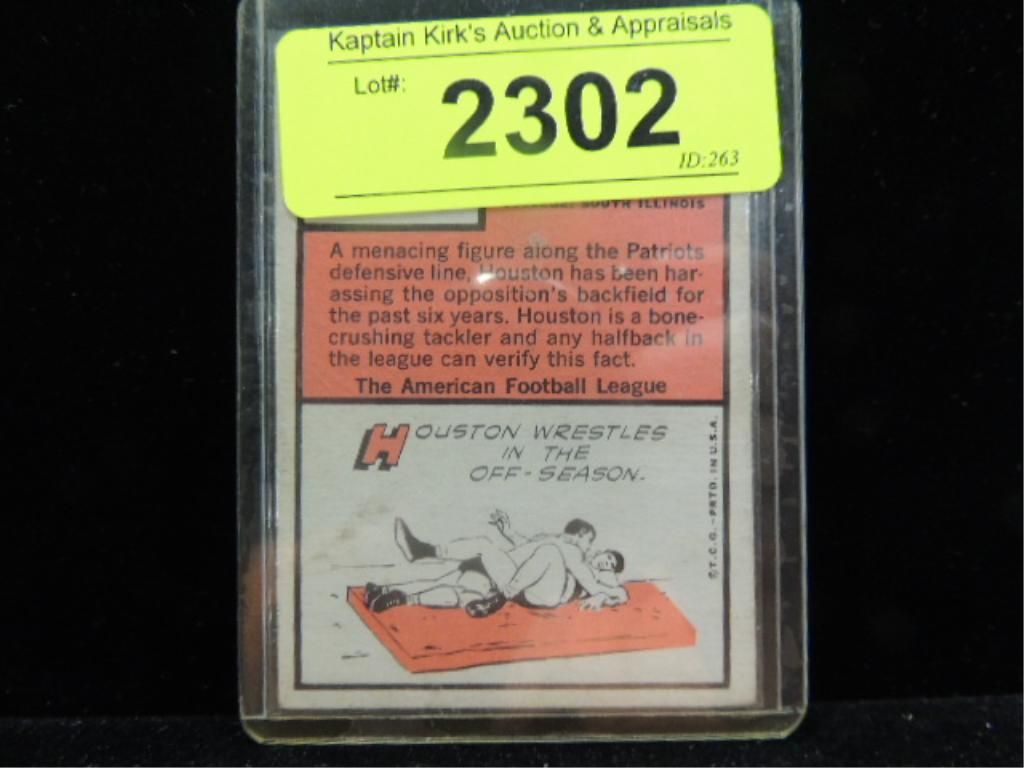 Kaptain Kirk's Auction & Appraisals
Lot#: 2302
ID:263
SOUTH ILLINOIS
A menacing figure along the Patriots
defensive line, Houston has been har-
assing the opposition's backfield for
the past six years. Houston is a bone-
crushing tackler and any halfback in
the league can verify this fact.
The American Football League
HOUSTON WRESTLES
IN THE
OFF-SEASON.
©T.C.G.-PRTD. IN U.S.A.